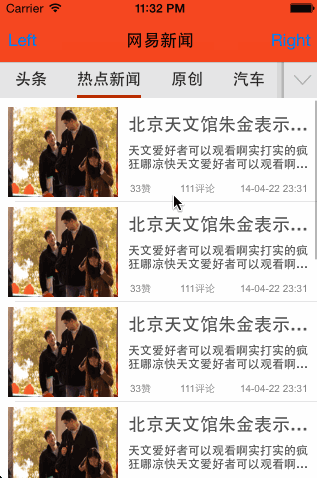 Carrier 11:32 PM
Left 网易新闻 Right
头条 热点新闻 原创 汽车
北京天文馆朱金表示...
天文爱好者可以观看啊实打实的疯
狂哪凉快天文爱好者可以观看啊...
33赞 111评论 14-04-22 23:31
北京天文馆朱金表示...
天文爱好者可以观看啊实打实的疯
狂哪凉快天文爱好者可以观看啊...
33赞 111评论 14-04-22 23:31
北京天文馆朱金表示...
天文爱好者可以观看啊实打实的疯
狂哪凉快天文爱好者可以观看啊...
33赞 111评论 14-04-22 23:31
北京天文馆朱金表示...
天文爱好者可以观看啊实打实的疯
狂哪凉快天文爱好者可以观看啊...